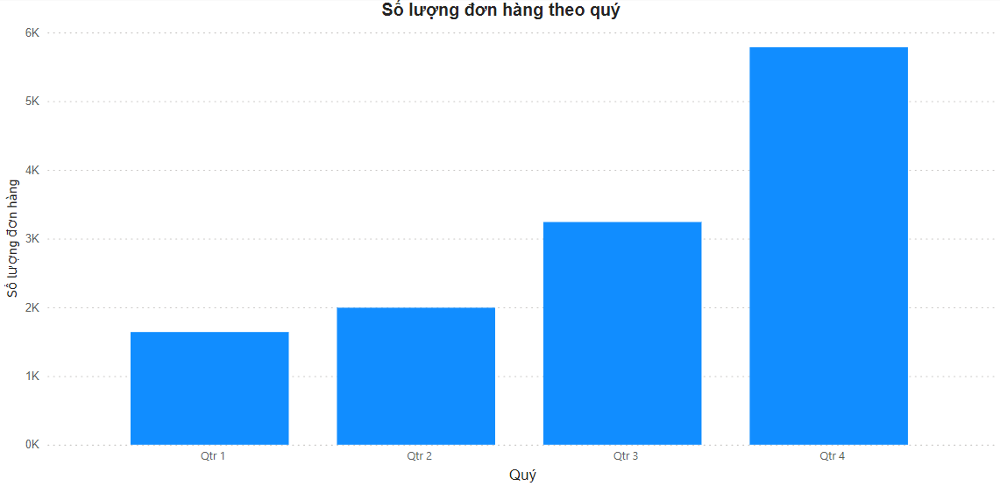 Số lượng đơn hàng theo quý
6K
5K
4K
3K
2K
1K
0K
Số lượng đơn hàng
Qtr 1
Qtr 2
Qtr 3
Qtr 4
Quý